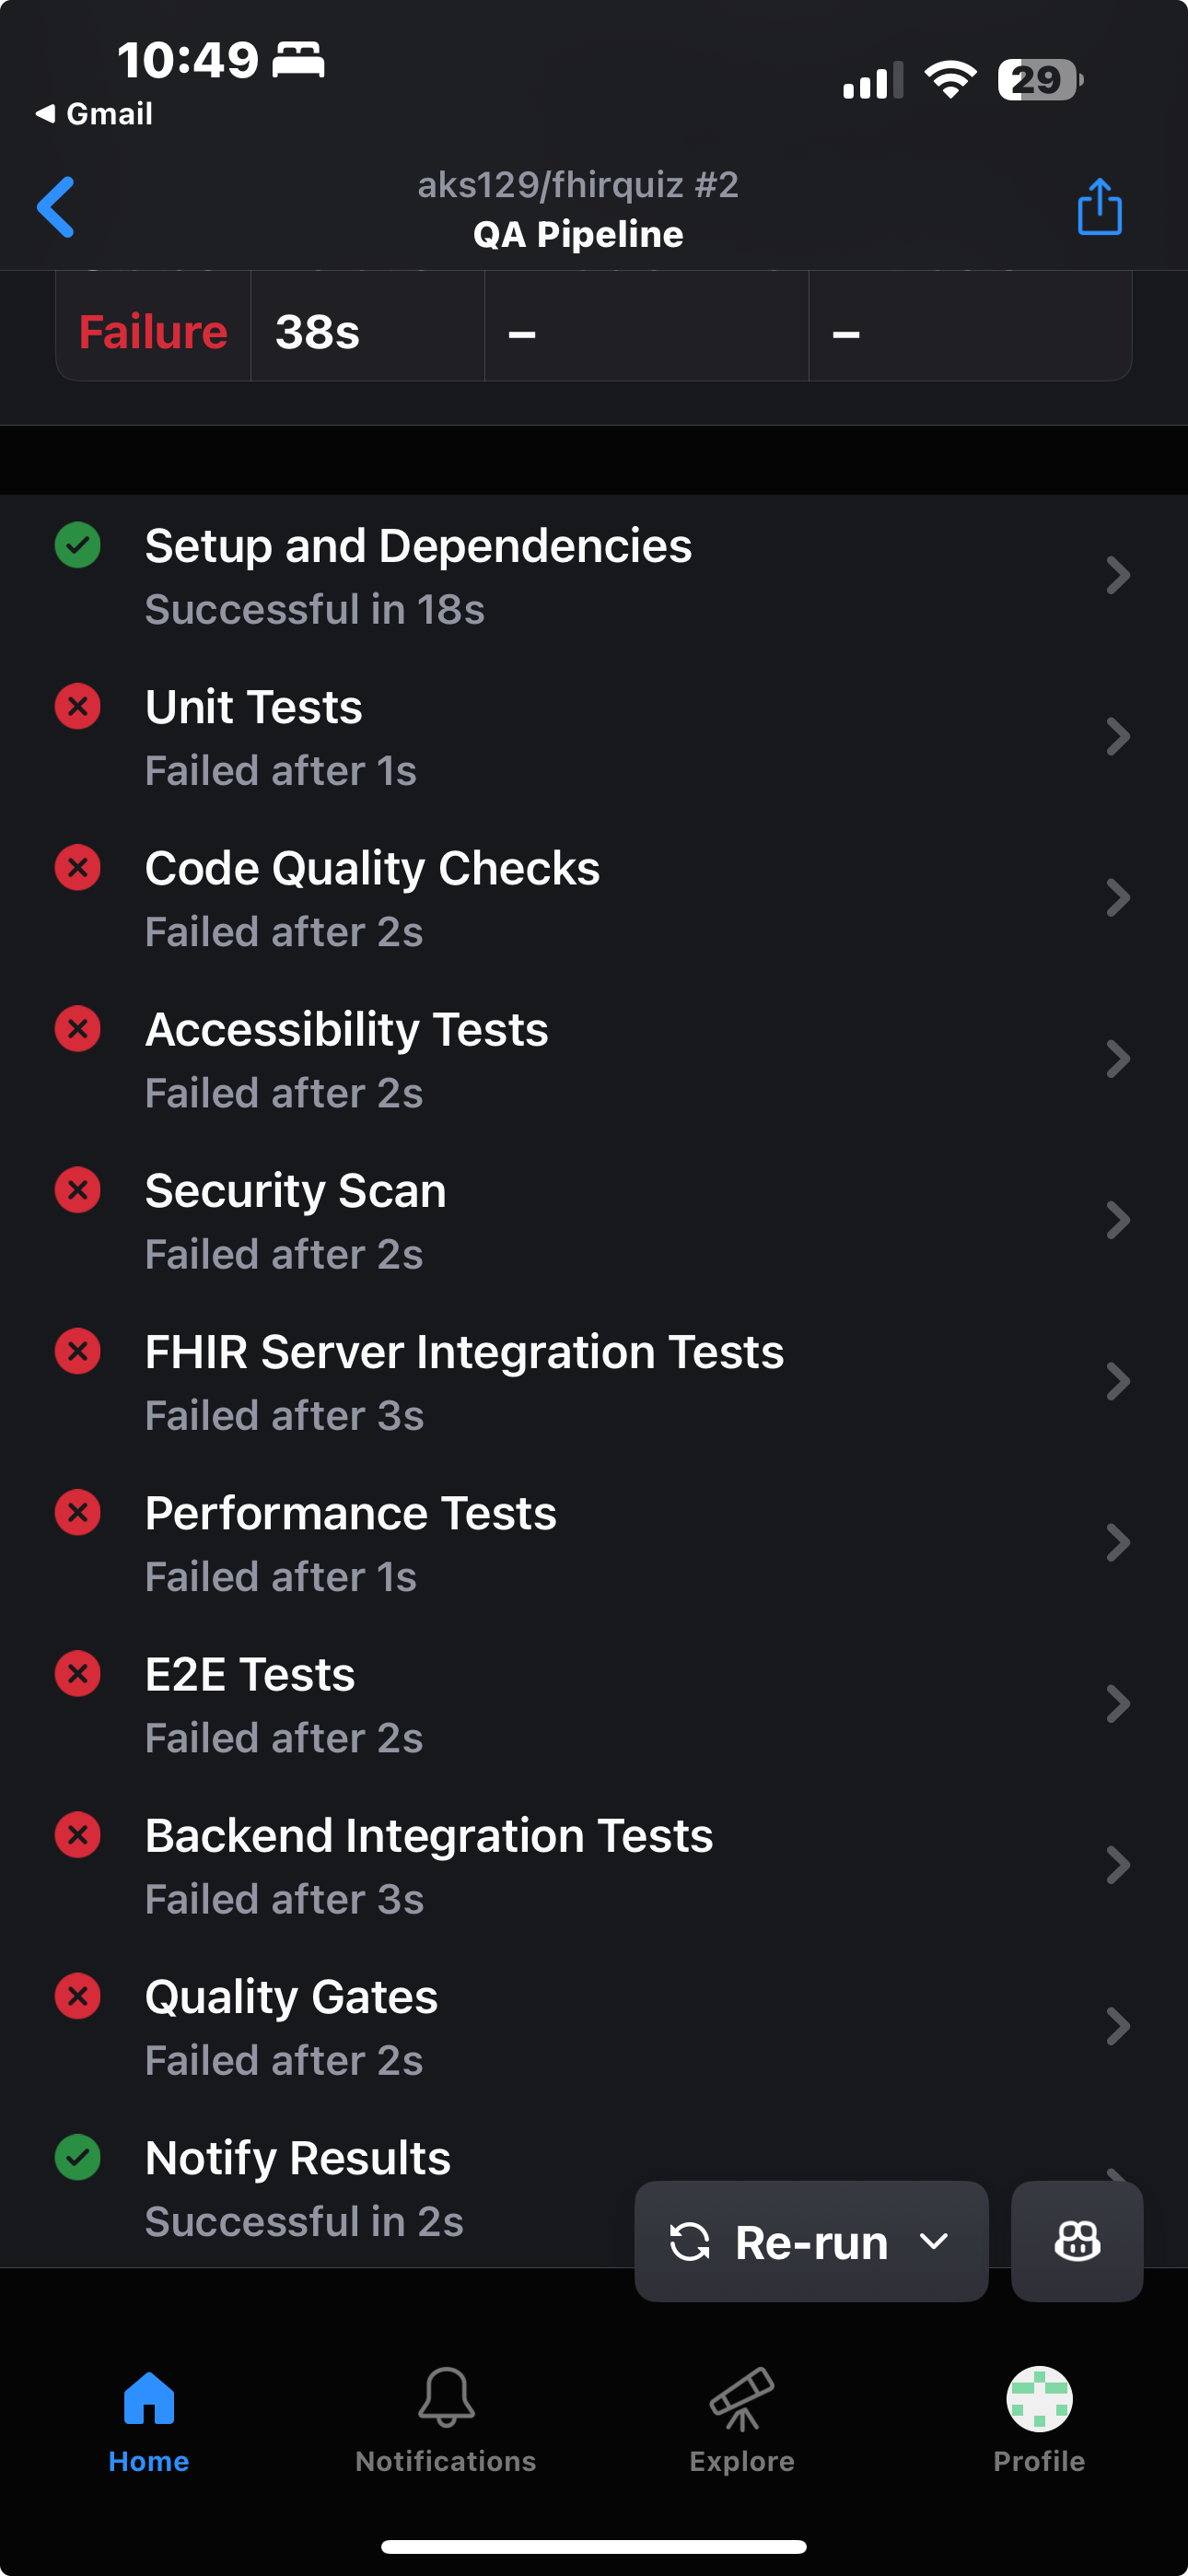 10:49
29
Gmail
aks129/fhirquiz #2
QA Pipeline
Failure 38s – –
Setup and Dependencies
Successful in 18s
Unit Tests
Failed after 1s
Code Quality Checks
Failed after 2s
Accessibility Tests
Failed after 2s
Security Scan
Failed after 2s
FHIR Server Integration Tests
Failed after 3s
Performance Tests
Failed after 1s
E2E Tests
Failed after 2s
Backend Integration Tests
Failed after 3s
Quality Gates
Failed after 2s
Notify Results
Successful in 2s
Re-run
Home Notifications Explore Profile